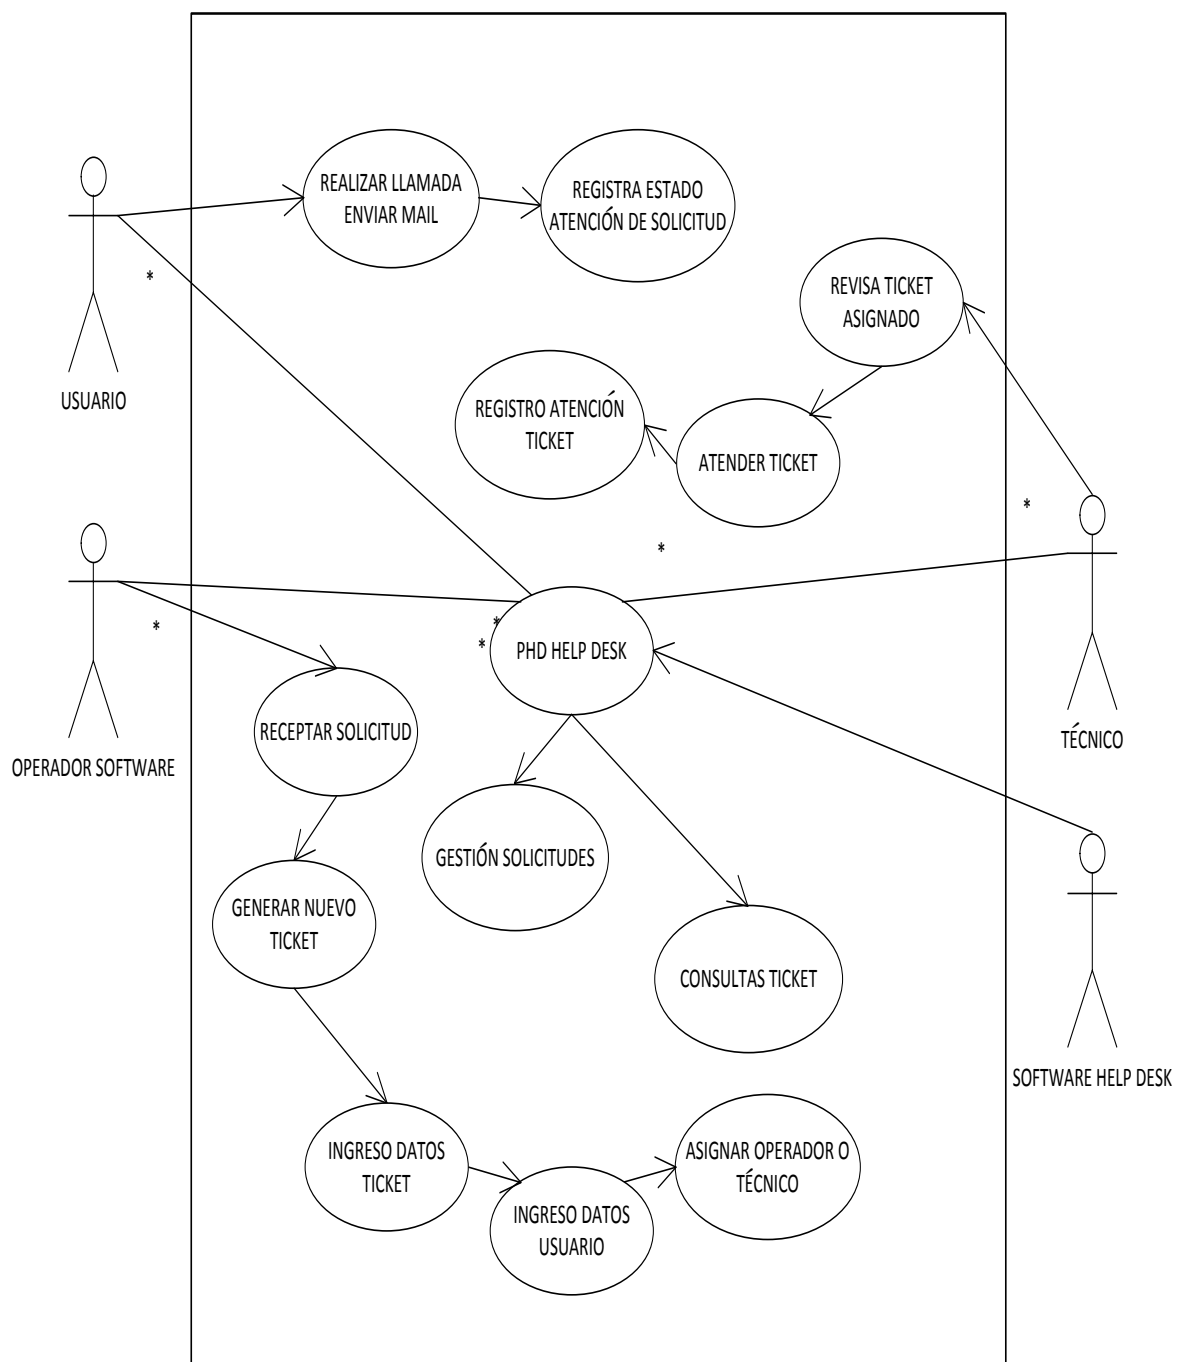 REALIZAR LLAMADA
ENVIAR MAIL
REGISTRA ESTADO
ATENCIÓN DE SOLICITUD
*
REVISA TICKET
ASIGNADO
USUARIO
REGISTRO ATENCIÓN
TICKET
ATENDER TICKET
*
*
*
*
*
PHD HELP DESK
RECEPTAR SOLICITUD
TÉCNICO
OPERADOR SOFTWARE
GESTIÓN SOLICITUDES
GENERAR NUEVO
TICKET
CONSULTAS TICKET
SOFTWARE HELP DESK
INGRESO DATOS
TICKET
ASIGNAR OPERADOR O
TÉCNICO
INGRESO DATOS
USUARIO